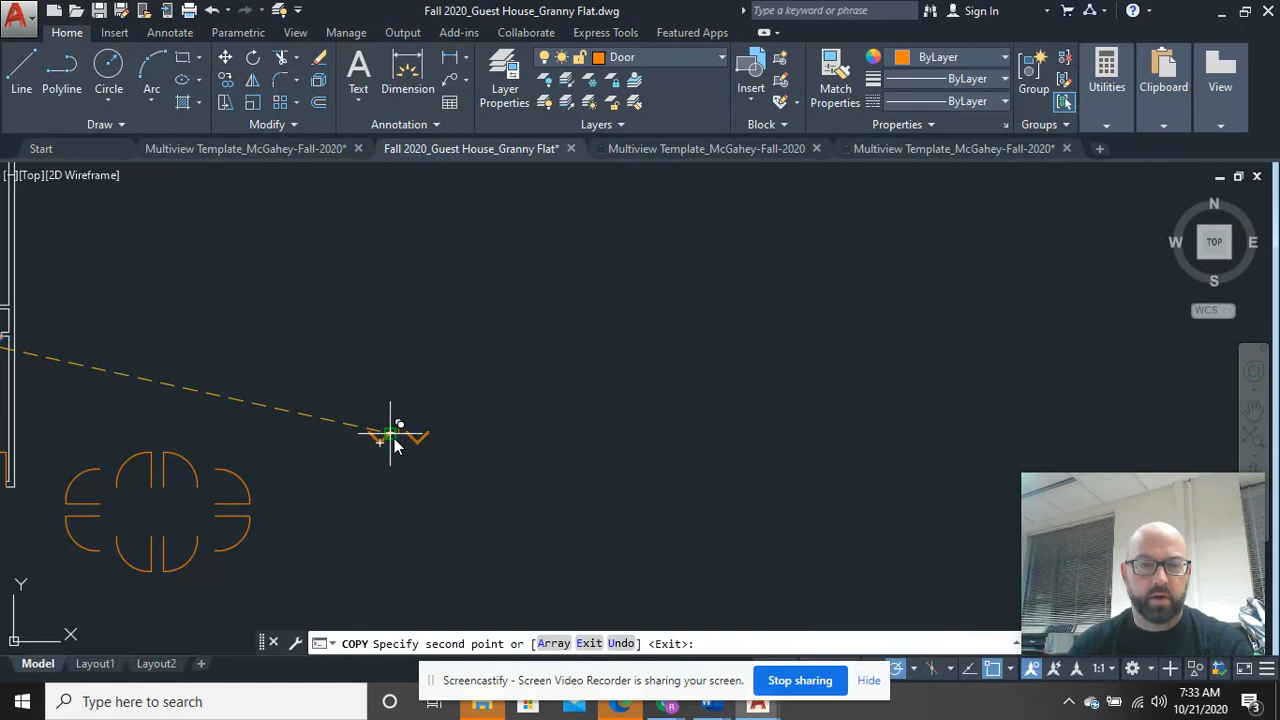 Fall 2020_Guest House_Granny Flat.dwg
Type a keyword or phrase
Sign In
Home Insert Annotate Parametric View Manage Output Add-ins Collaborate Express Tools Featured Apps
Line Polyline Circle Arc
Text Dimension
Layer Properties
Door
Insert
Match Properties
ByLayer
ByLayer
ByLayer
Group
Utilities
Clipboard
View
Draw Modify Annotation Layers Block Properties Groups
Start Multiview Template_McGahey-Fall-2020* Fall 2020_Guest House_Granny Flat* Multiview Template_McGahey-Fall-2020 Multiview Template_McGahey-Fall-2020*
[−][Top][2D Wireframe]
N
W TOP E
S
WCS
Y
X
COPY Specify second point or [Array Exit Undo] <Exit>:
Model Layout1 Layout2
1:1
Screencastify - Screen Video Recorder is sharing your screen. Stop sharing Hide
Type here to search
7:33 AM
10/21/2020
3